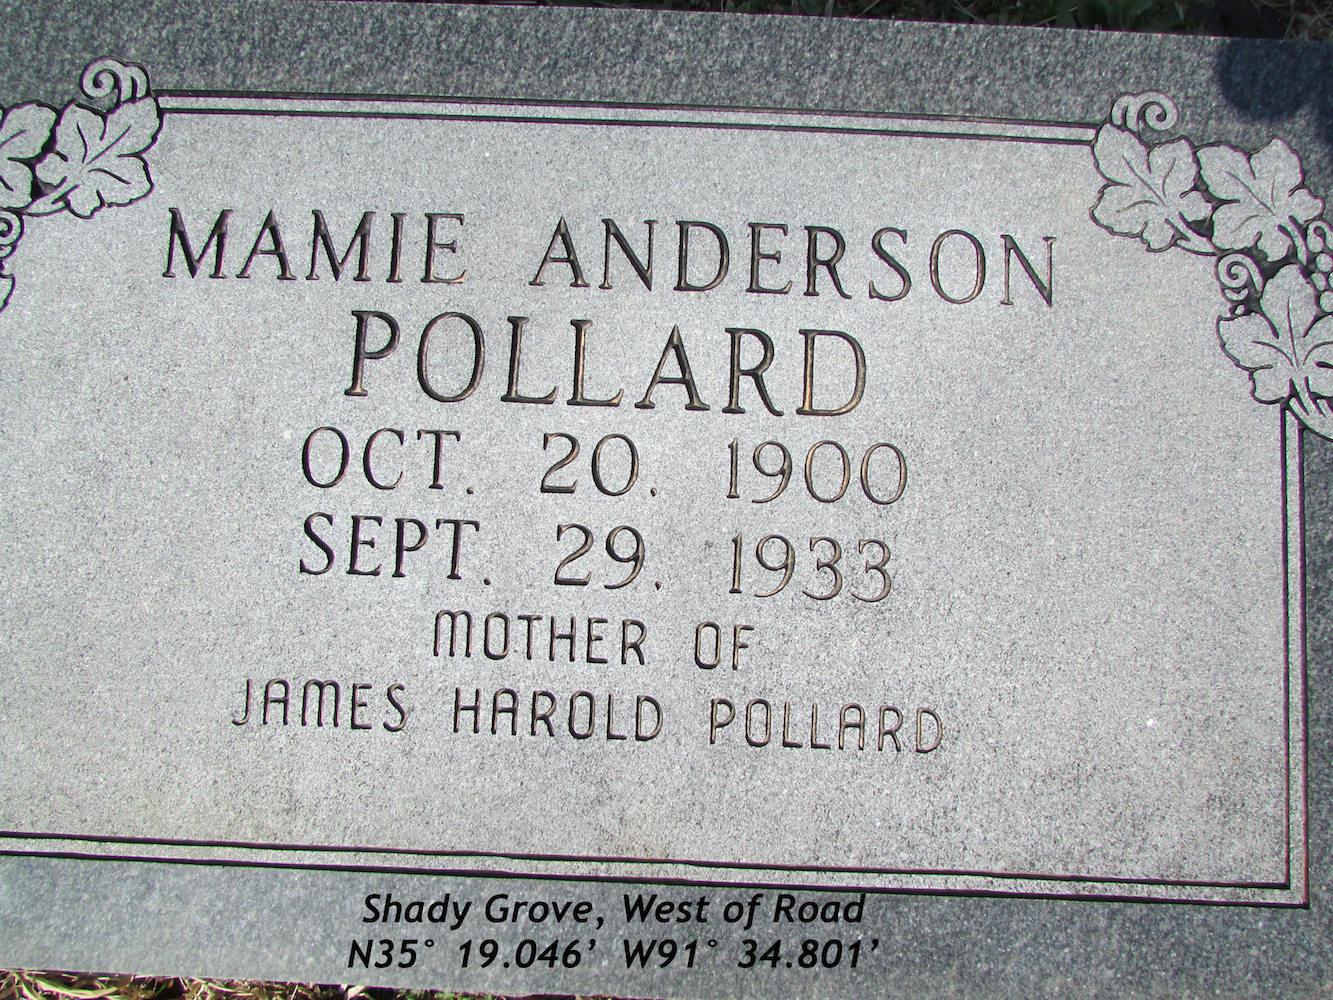 MAMIE ANDERSON
POLLARD
OCT. 20. 1900
SEPT. 29. 1933
MOTHER OF
JAMES HAROLD POLLARD
Shady Grove, West of Road
N35° 19.046’ W91° 34.801’